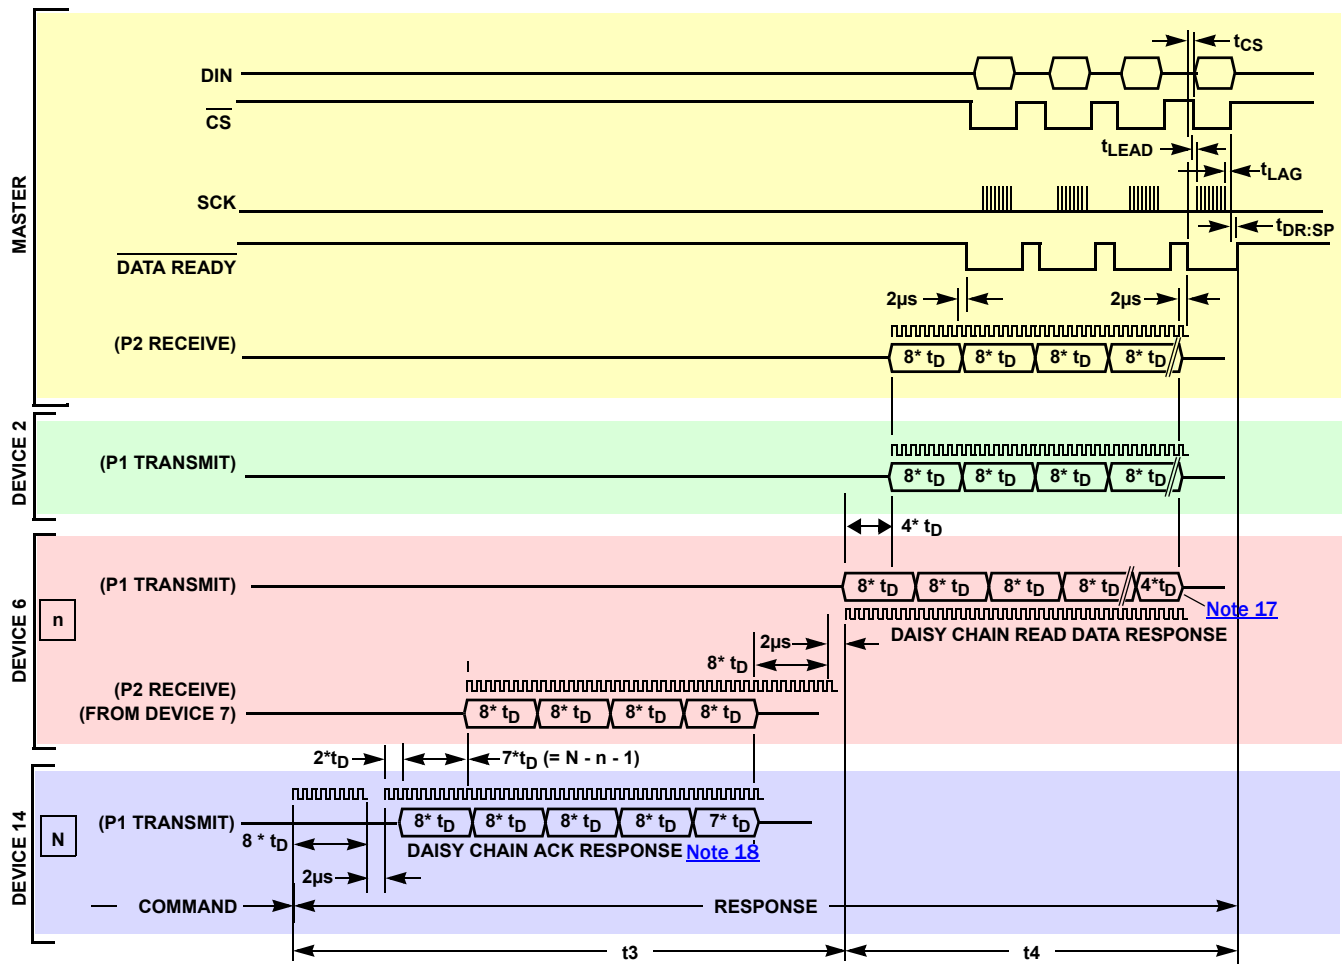 MASTER
tCS
DIN
CS
tLEAD
tLAG
SCK
tDR:SP
DATA READY
2µs
2µs
(P2 RECEIVE)
8* tD 8* tD 8* tD 8* tD
DEVICE 2
(P1 TRANSMIT)
8* tD 8* tD 8* tD 8* tD
4* tD
DEVICE 6
n
(P1 TRANSMIT)
8* tD 8* tD 8* tD 8* tD 4*tD
Note 17
DAISY CHAIN READ DATA RESPONSE
2µs
8* tD
(P2 RECEIVE)
(FROM DEVICE 7)
8* tD 8* tD 8* tD 8* tD
2*tD
7*tD (= N - n - 1)
DEVICE 14
N
(P1 TRANSMIT)
8* tD 8* tD 8* tD 8* tD 7* tD
8 * tD
DAISY CHAIN ACK RESPONSE Note 18
2µs
COMMAND
RESPONSE
t3
t4